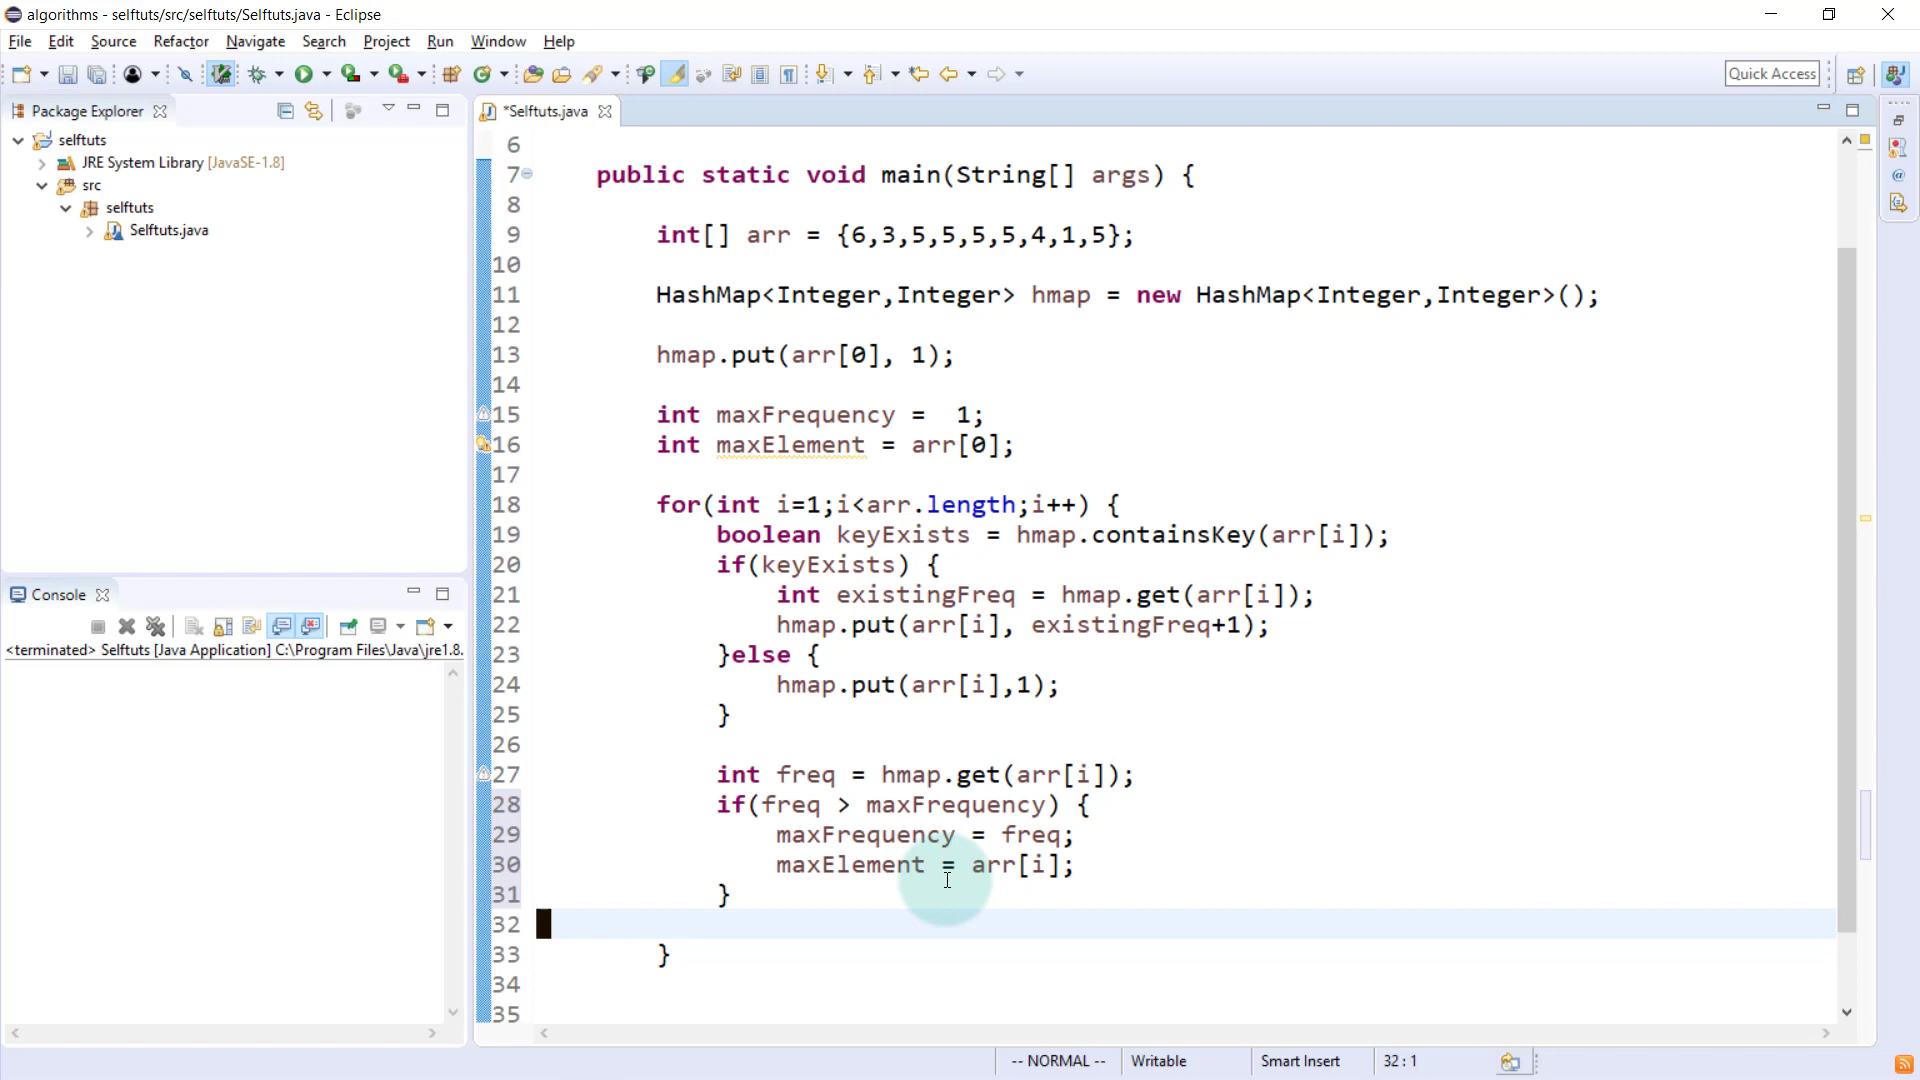 algorithms - selftuts/src/selftuts/Selftuts.java - Eclipse
File Edit Source Refactor Navigate Search Project Run Window Help
Quick Access
Package Explorer
selftuts
JRE System Library [JavaSE-1.8]
src
selftuts
Selftuts.java
Console
<terminated> Selftuts [Java Application] C:\Program Files\Java\jre1.8.
*Selftuts.java
6
7 public static void main(String[] args) {
8
9 int[] arr = {6,3,5,5,5,5,4,1,5};
10
11 HashMap<Integer,Integer> hmap = new HashMap<Integer,Integer>();
12
13 hmap.put(arr[0], 1);
14
15 int maxFrequency =  1;
16 int maxElement = arr[0];
17
18 for(int i=1;i<arr.length;i++) {
19 boolean keyExists = hmap.containsKey(arr[i]);
20 if(keyExists) {
21 int existingFreq = hmap.get(arr[i]);
22 hmap.put(arr[i], existingFreq+1);
23 }else {
24 hmap.put(arr[i],1);
25 }
26
27 int freq = hmap.get(arr[i]);
28 if(freq > maxFrequency) {
29 maxFrequency = freq;
30 maxElement = arr[i];
31 }
32
33 }
34
35
-- NORMAL -- Writable Smart Insert 32 : 1